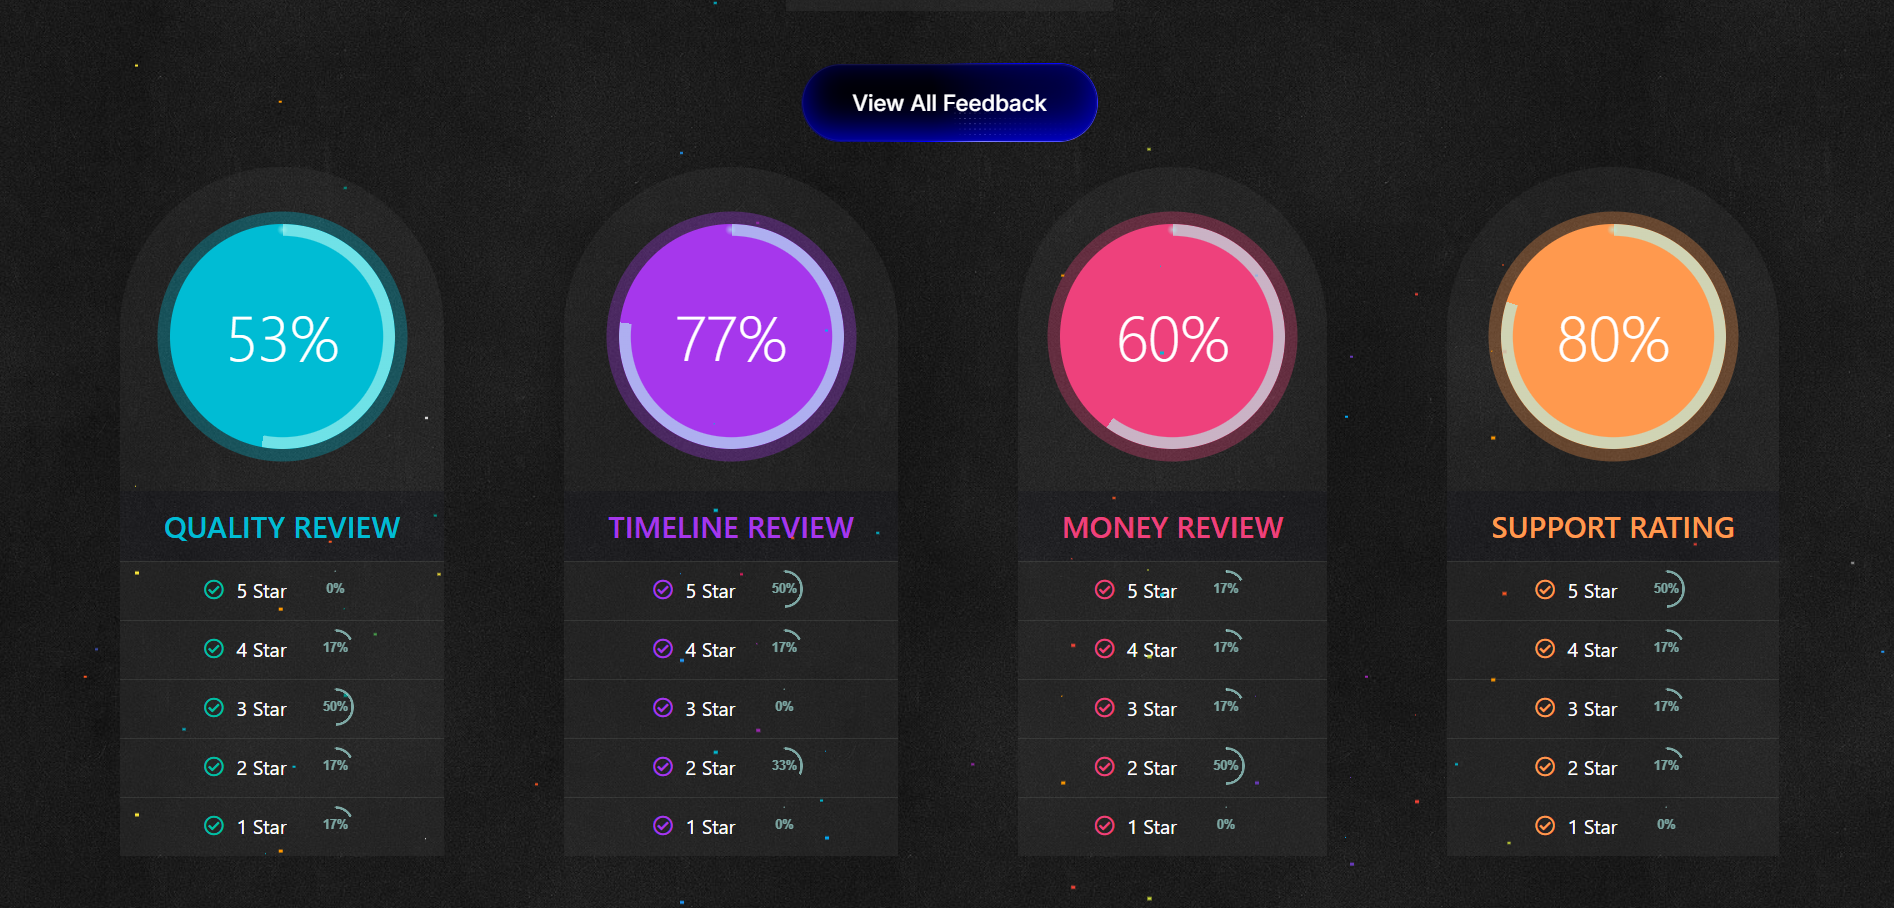 View All Feedback
53%
77%
60%
80%
QUALITY REVIEW
TIMELINE REVIEW
MONEY REVIEW
SUPPORT RATING
5 Star 0%
5 Star 50%
5 Star 17%
5 Star 50%
4 Star 17%
4 Star 17%
4 Star 17%
4 Star 17%
3 Star 50%
3 Star 0%
3 Star 17%
3 Star 17%
2 Star 17%
2 Star 33%
2 Star 50%
2 Star 17%
1 Star 17%
1 Star 0%
1 Star 0%
1 Star 0%